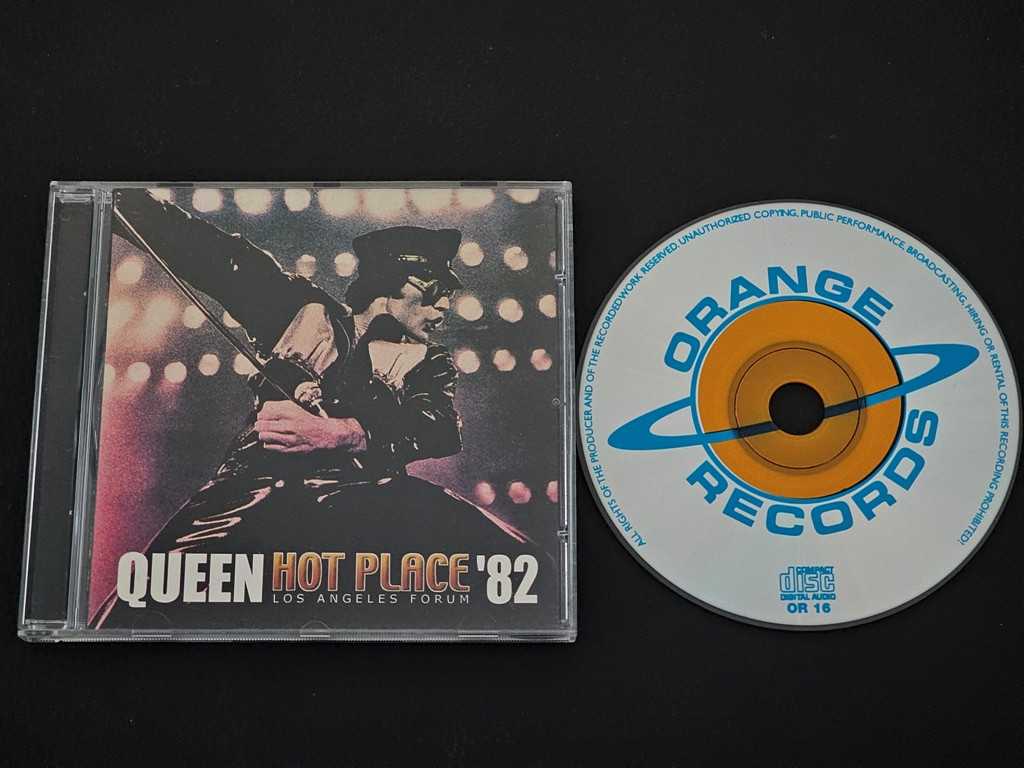 QUEEN HOT PLACE '82
LOS ANGELES FORUM
ALL RIGHTS OF THE PRODUCER AND OF THE RECORDEDWORK RESERVED. UNAUTHORIZED COPYING, PUBLIC PERFORMANCE, BROADCASTING, HIRING OR RENTAL OF THIS RECORDING PROHIBITED!
ORANGE
RECORDS
COMPACT
disc
DIGITAL AUDIO
OR 16